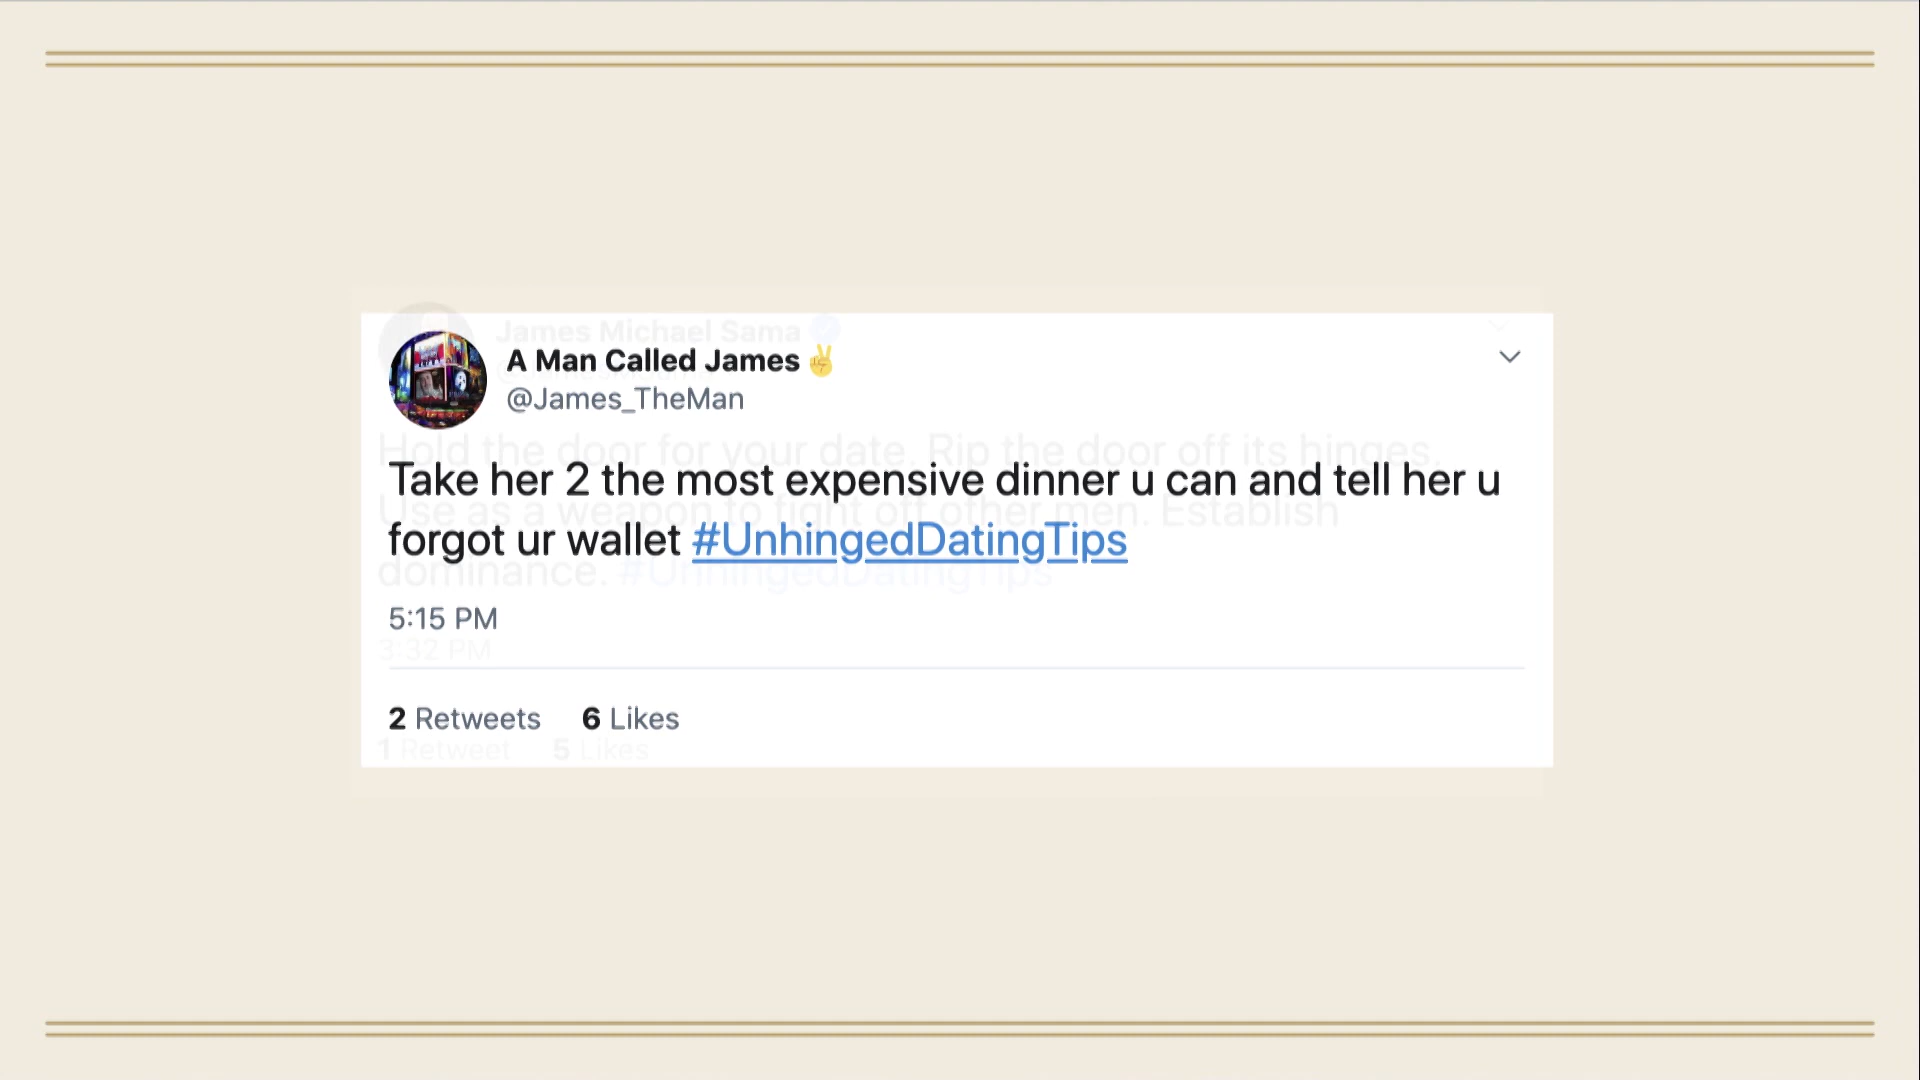 James Michael Sama
A Man Called James ✌️
@James_TheMan
Hold the door for your date. Rip the door off its hinges.
Take her 2 the most expensive dinner u can and tell her u
Use as a weapon to fight off other men. Establish
forgot ur wallet #UnhingedDatingTips
dominance. #UnhingedDatingTips
5:15 PM
3:32 PM
2 Retweets 6 Likes
1 Retweet 5 Likes